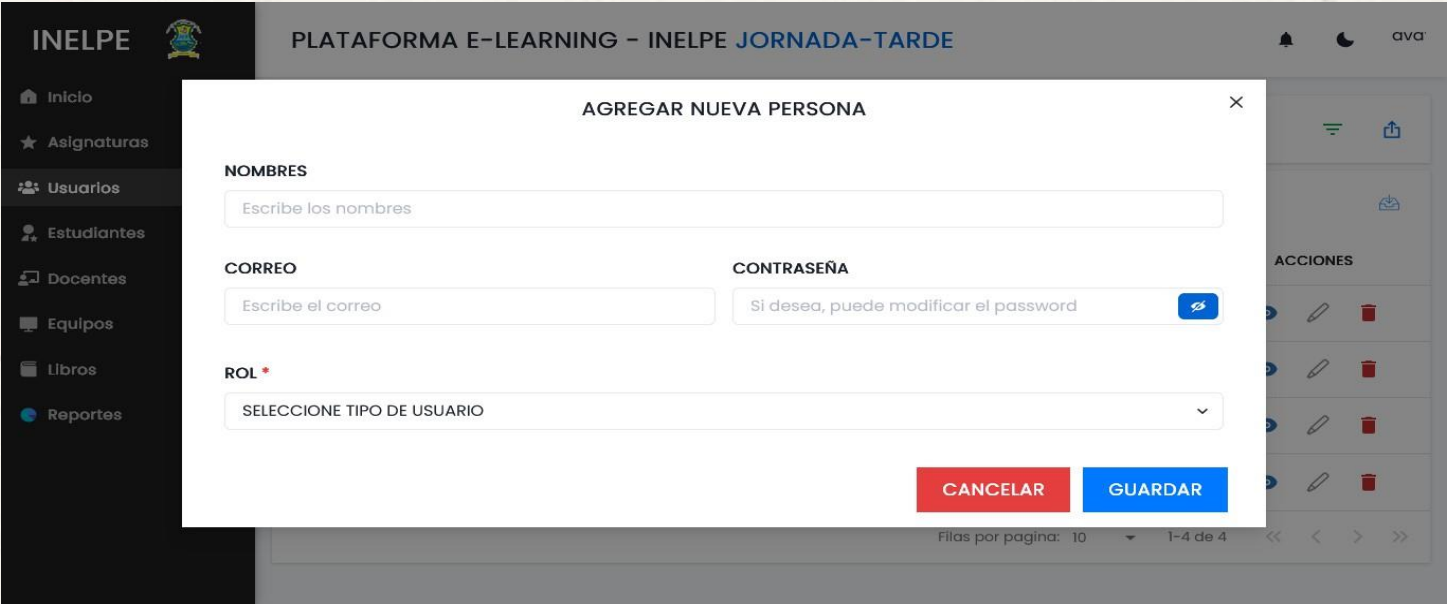 INELPE
PLATAFORMA E-LEARNING - INELPE JORNADA-TARDE
ava
Inicio
Asignaturas
Usuarios
Estudiantes
Docentes
Equipos
Libros
Reportes
AGREGAR NUEVA PERSONA
NOMBRES
Escribe los nombres
CORREO
CONTRASEÑA
Escribe el correo
Si desea, puede modificar el password
ROL *
SELECCIONE TIPO DE USUARIO
CANCELAR
GUARDAR
ACCIONES
Filas por pagina: 10
1-4 de 4